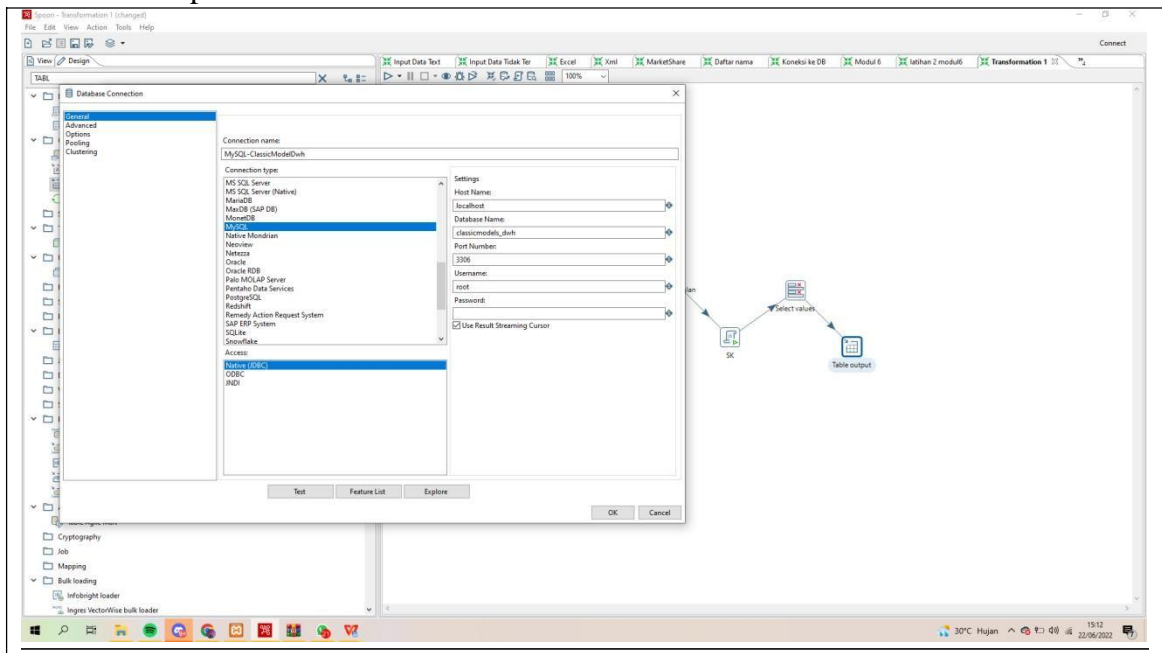 Spoon - Transformation 1 (changed)
File Edit View Action Tools Help
Connect
View Design
Input Data Text Input Data Tidak Ter Excel Xml MarketShare Daftar nama Koneksi ke DB Modul 6 latihan 2 modul6 Transformation 1
TABL
100%
Database Connection
General
Advanced
Options
Pooling
Clustering
Connection name:
MySQL-ClassicModelDwh
Connection type:
MS SQL Server
MS SQL Server (Native)
MariaDB
MaxDB (SAP DB)
MonetDB
MySQL
Native Mondrian
Neoview
Netezza
Oracle
Oracle RDB
Palo MOLAP Server
Pentaho Data Services
PostgreSQL
Redshift
Remedy Action Request System
SAP ERP System
SQLite
Snowflake
Access:
Native (JDBC)
ODBC
JNDI
Settings
Host Name:
localhost
Database Name:
classicmodels_dwh
Port Number:
3306
Username:
root
Password:
Use Result Streaming Cursor
Test Feature List Explore
OK Cancel
lan
Select values
SK
Table output
Cryptography
Job
Mapping
Bulk loading
Infobright loader
Ingres VectorWise bulk loader
30°C Hujan
15:12
22/06/2022